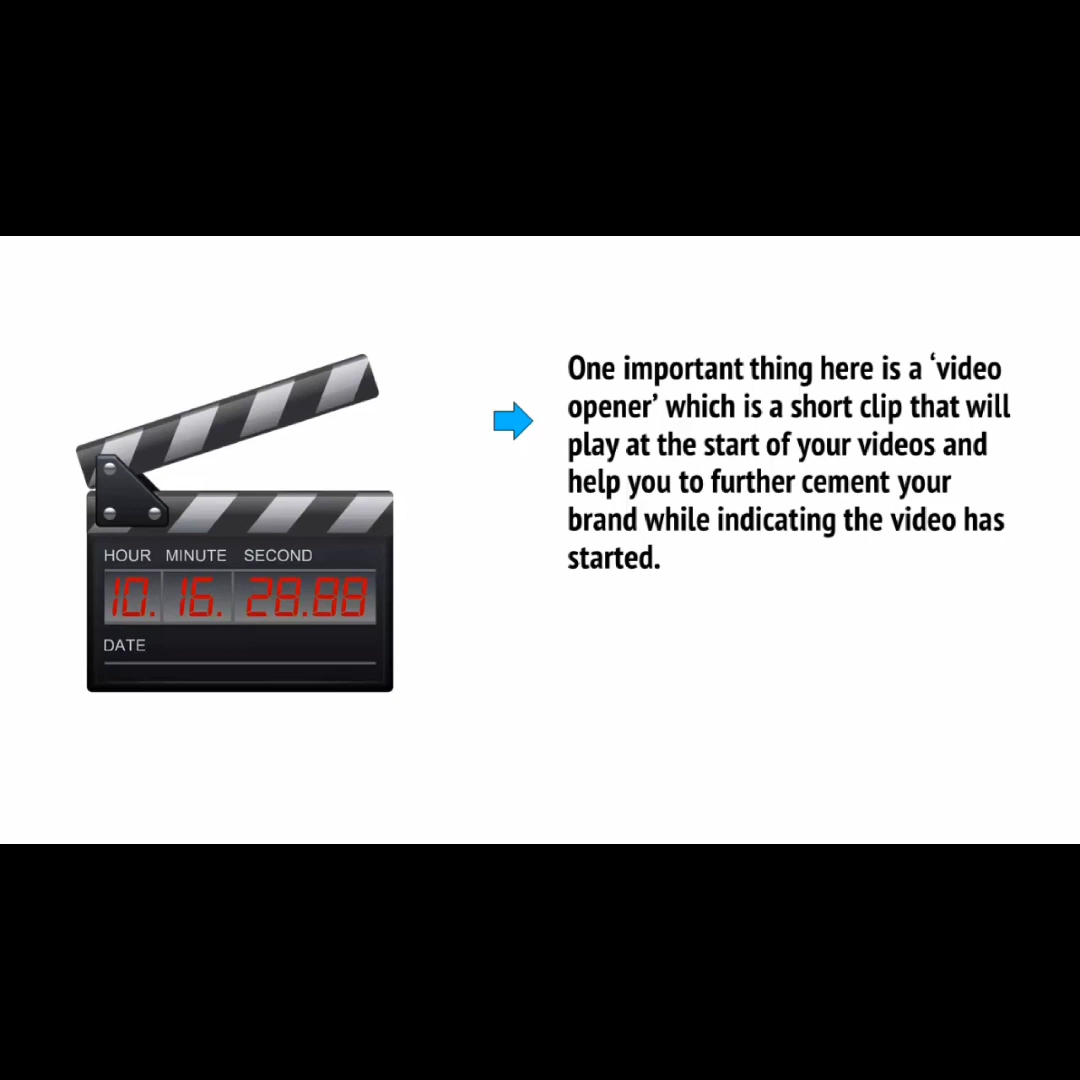 One important thing here is a ‘video
opener’ which is a short clip that will
play at the start of your videos and
help you to further cement your
brand while indicating the video has
started.
HOUR MINUTE SECOND
10. 16. 28.88
DATE